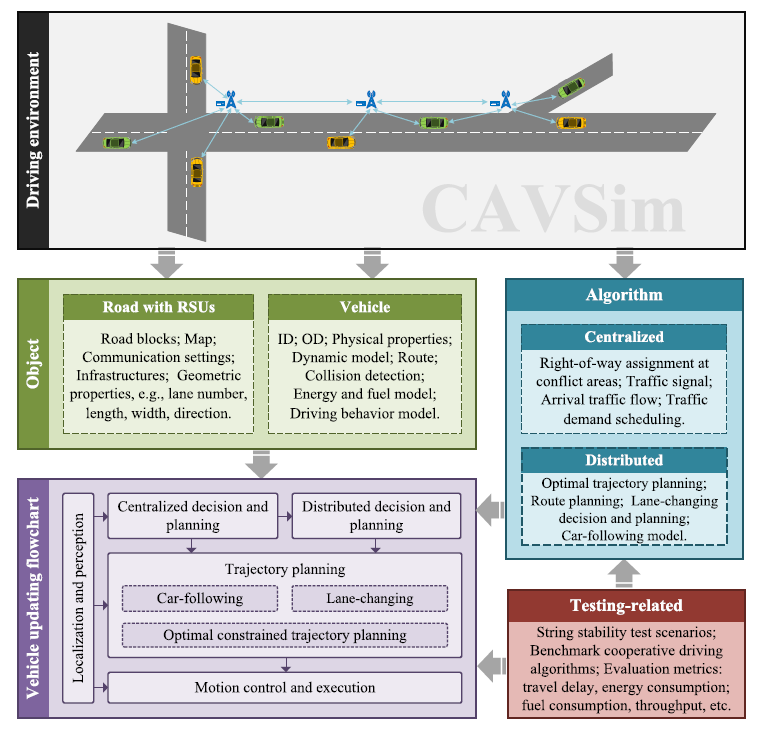 Driving environment
CAVSim
Object
Road with RSUs
Road blocks; Map;
Communication settings;
Infrastructures; Geometric
properties, e.g., lane number,
length, width, direction.
Vehicle
ID; OD; Physical properties;
Dynamic model; Route;
Collision detection;
Energy and fuel model;
Driving behavior model.
Algorithm
Centralized
Right-of-way assignment at
conflict areas; Traffic signal;
Arrival traffic flow; Traffic
demand scheduling.
Distributed
Optimal trajectory planning;
Route planning; Lane-changing
decision and planning;
Car-following model.
Vehicle updating flowchart
Localization and perception
Centralized decision and
planning
Distributed decision and
planning
Trajectory planning
Car-following
Lane-changing
Optimal constrained trajectory planning
Motion control and execution
Testing-related
String stability test scenarios;
Benchmark cooperative driving
algorithms; Evaluation metrics:
travel delay, energy consumption;
fuel consumption, throughput, etc.